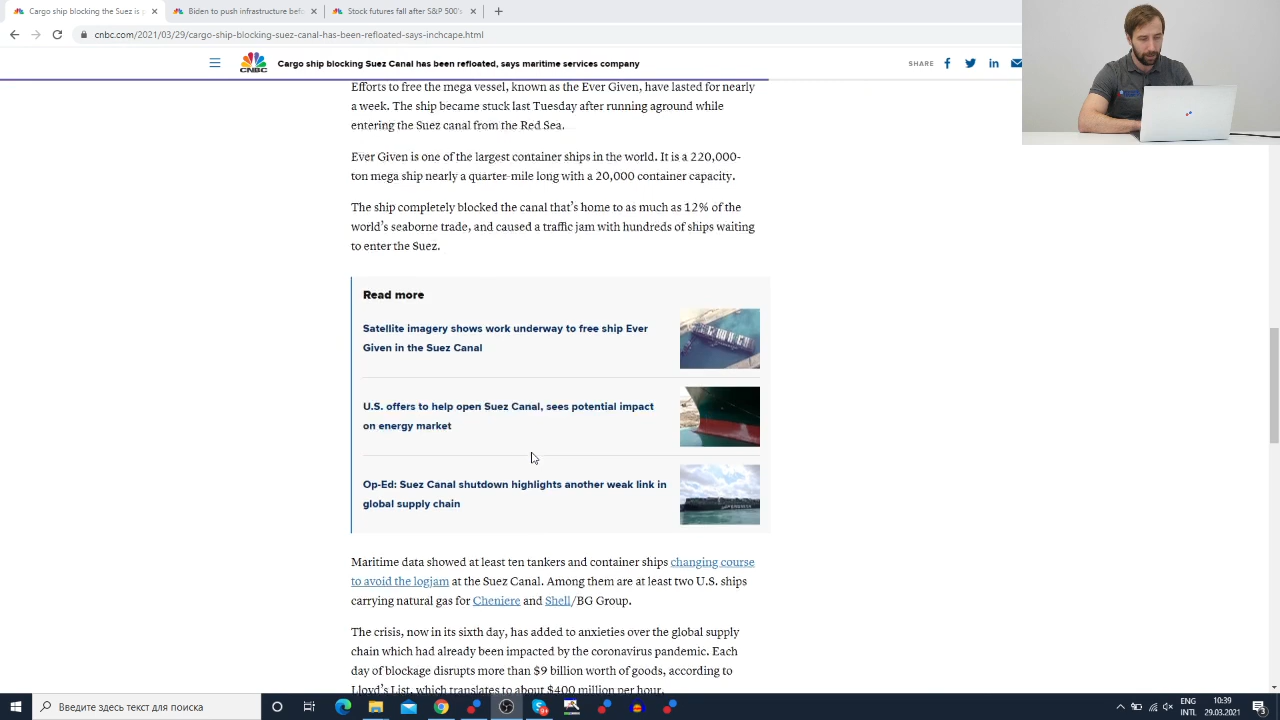 Cargo ship blocking the Suez is
Biden to push infrastructure befo
Stock futures after S&P 500's
cnbc.com/2021/03/29/cargo-ship-blocking-suez-canal-has-been-refloated-says-inchcape.html
CNBC
Cargo ship blocking Suez Canal has been refloated, says maritime services company
SHARE
Efforts to free the mega vessel, known as the Ever Given, have lasted for nearly
a week. The ship became stuck last Tuesday after running aground while
entering the Suez canal from the Red Sea.
Ever Given is one of the largest container ships in the world. It is a 220,000-
ton mega ship nearly a quarter-mile long with a 20,000 container capacity.
The ship completely blocked the canal that's home to as much as 12% of the
world's seaborne trade, and caused a traffic jam with hundreds of ships waiting
to enter the Suez.
Read more
Satellite imagery shows work underway to free ship Ever
Given in the Suez Canal
U.S. offers to help open Suez Canal, sees potential impact
on energy market
Op-Ed: Suez Canal shutdown highlights another weak link in
global supply chain
Maritime data showed at least ten tankers and container ships changing course
to avoid the logjam at the Suez Canal. Among them are at least two U.S. ships
carrying natural gas for Cheniere and Shell/BG Group.
The crisis, now in its sixth day, has added to anxieties over the global supply
chain which had already been impacted by the coronavirus pandemic. Each
day of blockage disrupts more than $9 billion worth of goods, according to
Lloyd's List, which translates to about $400 million per hour.
Введите здесь текст для поиска
ENG
INTL
10:39
29.03.2021
3